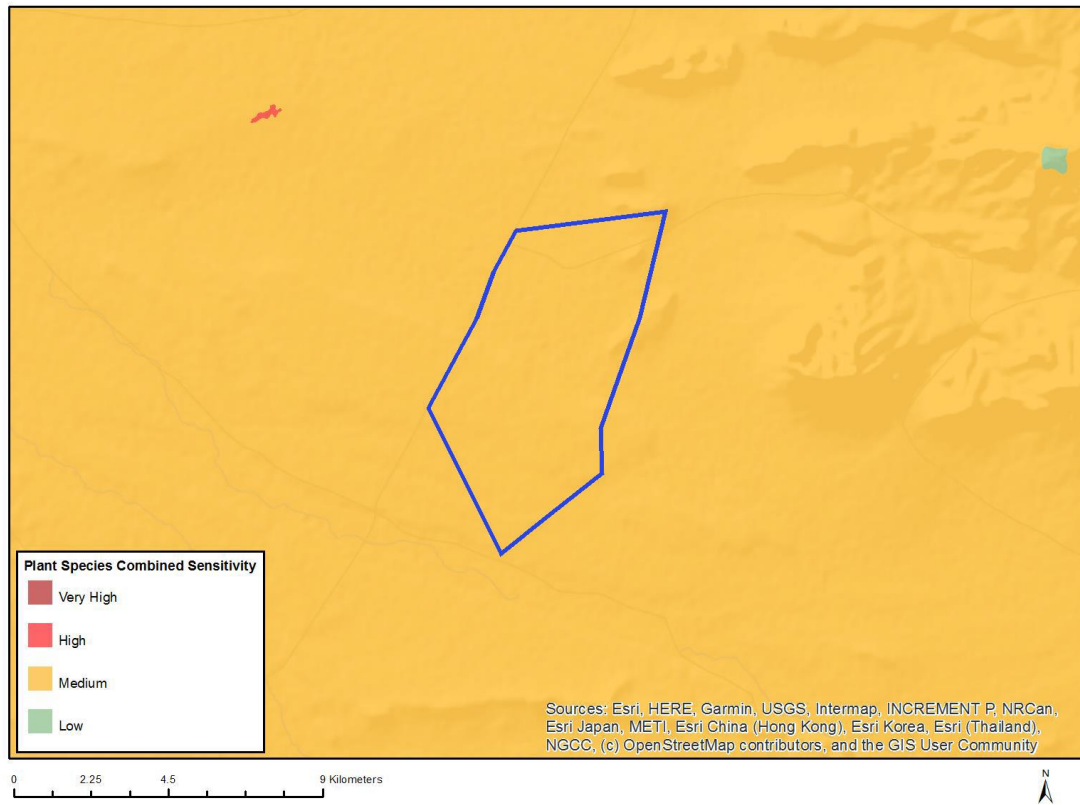 Plant Species Combined Sensitivity
Very High
High
Medium
Low
Sources: Esri, HERE, Garmin, USGS, Intermap, INCREMENT P, NRCan,
Esri Japan, METI, Esri China (Hong Kong), Esri Korea, Esri (Thailand),
NGCC, (c) OpenStreetMap contributors, and the GIS User Community
0 2.25 4.5 9 Kilometers
N